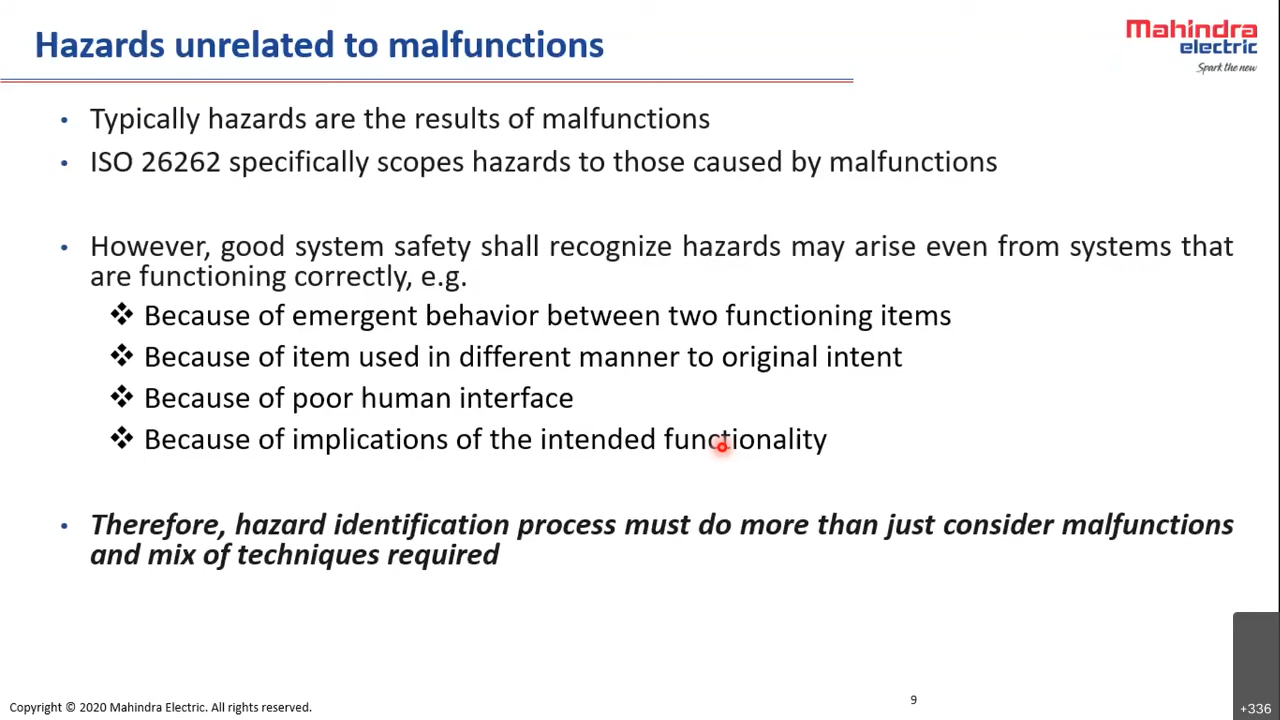 Hazards unrelated to malfunctions
Mahindra
electric
Spark the new
• Typically hazards are the results of malfunctions
• ISO 26262 specifically scopes hazards to those caused by malfunctions
• However, good system safety shall recognize hazards may arise even from systems that
are functioning correctly, e.g.
❖ Because of emergent behavior between two functioning items
❖ Because of item used in different manner to original intent
❖ Because of poor human interface
❖ Because of implications of the intended functionality
• Therefore, hazard identification process must do more than just consider malfunctions
and mix of techniques required
Copyright © 2020 Mahindra Electric. All rights reserved.
9
+336